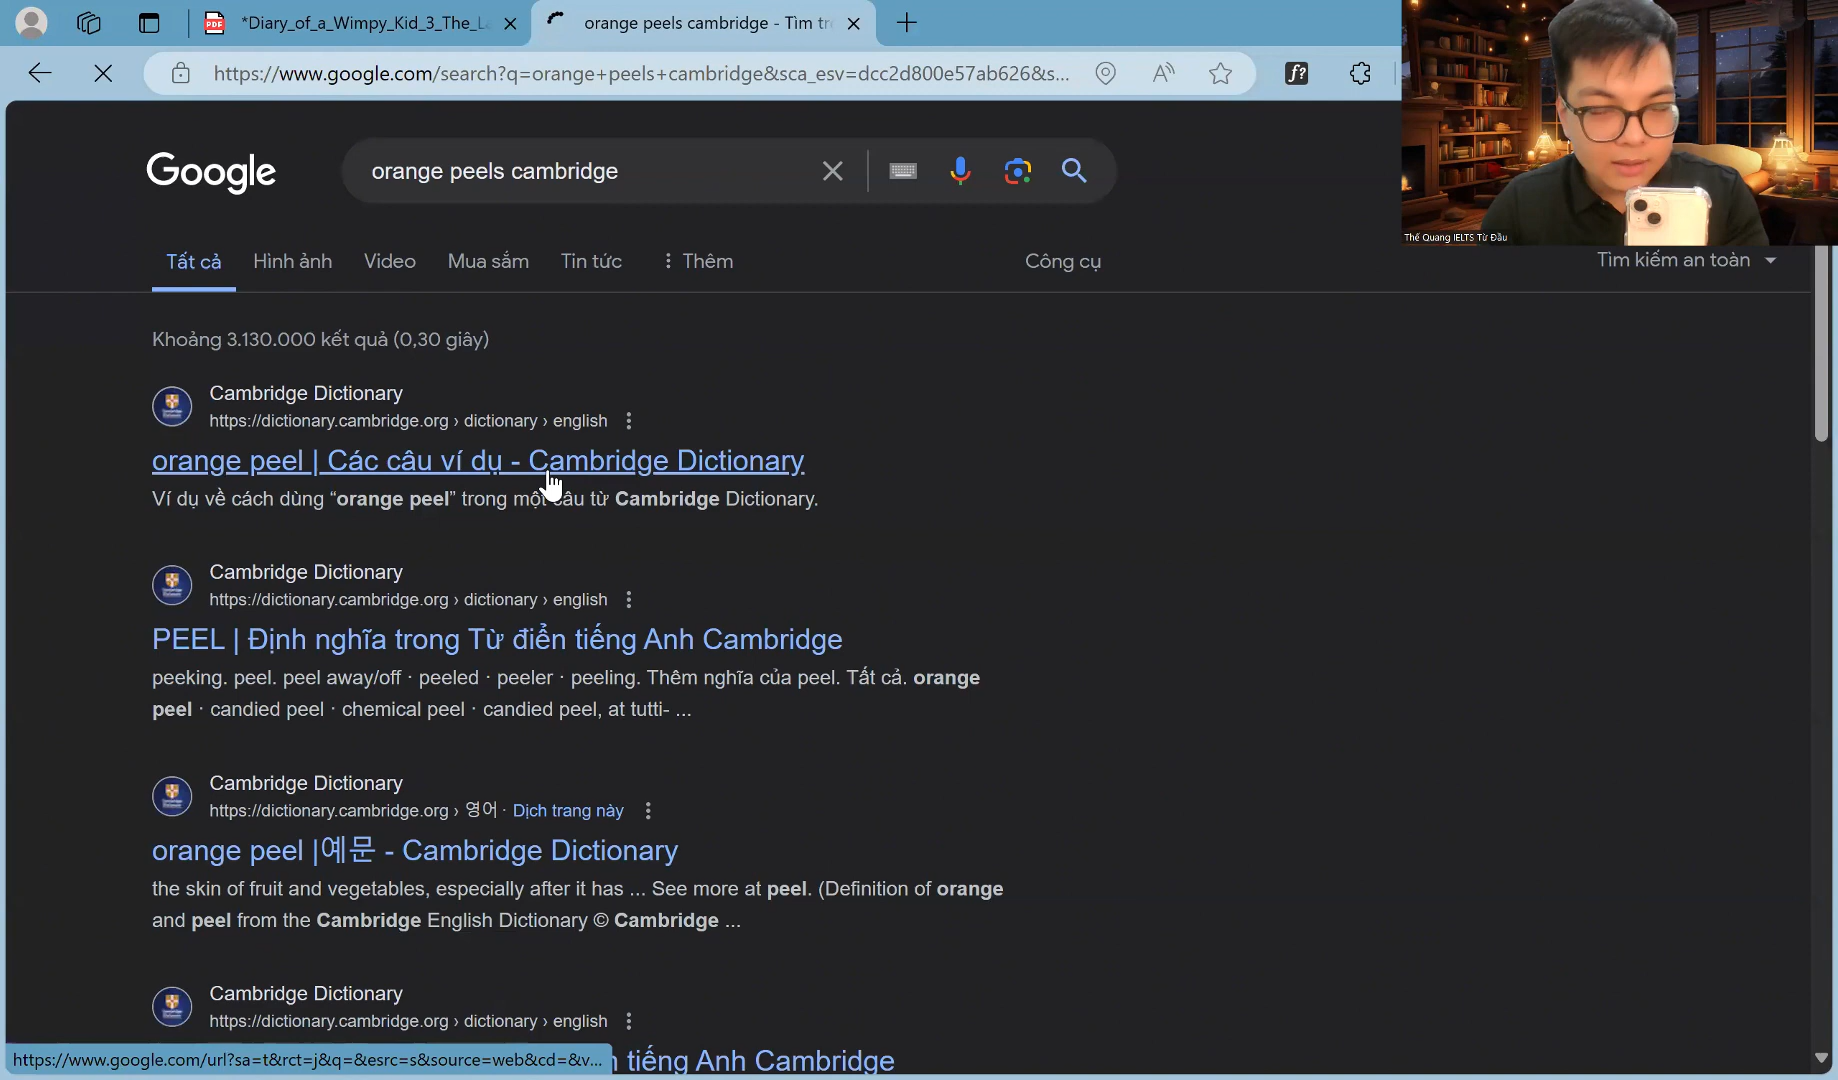 *Diary_of_a_Wimpy_Kid_3_The_La
orange peels cambridge - Tìm tr
https://www.google.com/search?q=orange+peels+cambridge&sca_esv=dcc2d800e57ab626&s...
Google
orange peels cambridge
Thế Quang IELTS Từ Đầu
Tất cả
Hình ảnh
Video
Mua sắm
Tin tức
Thêm
Công cụ
Tìm kiếm an toàn
Khoảng 3.130.000 kết quả (0,30 giây)
Cambridge Dictionary
https://dictionary.cambridge.org › dictionary › english
orange peel | Các câu ví dụ - Cambridge Dictionary
Ví dụ về cách dùng “orange peel” trong một câu từ Cambridge Dictionary.
Cambridge Dictionary
https://dictionary.cambridge.org › dictionary › english
PEEL | Định nghĩa trong Từ điển tiếng Anh Cambridge
peeking. peel. peel away/off · peeled · peeler · peeling. Thêm nghĩa của peel. Tất cả. orange
peel · candied peel · chemical peel · candied peel, at tutti- ...
Cambridge Dictionary
https://dictionary.cambridge.org › 영어 · Dịch trang này
orange peel |예문 - Cambridge Dictionary
the skin of fruit and vegetables, especially after it has ... See more at peel. (Definition of orange
and peel from the Cambridge English Dictionary © Cambridge ...
Cambridge Dictionary
https://dictionary.cambridge.org › dictionary › english
tiếng Anh Cambridge
https://www.google.com/url?sa=t&rct=j&q=&esrc=s&source=web&cd=&v...